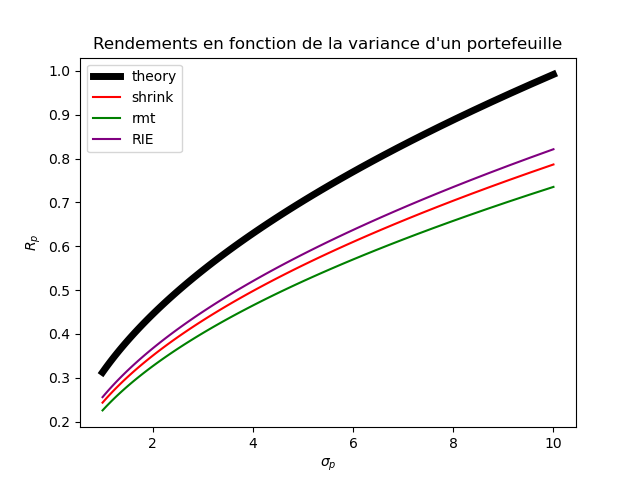 Rendements en fonction de la variance d'un portefeuille
theory
shrink
rmt
RIE
1.0
0.9
0.8
0.7
0.6
0.5
0.4
0.3
0.2
R_p
2 4 6 8 10
σ_p